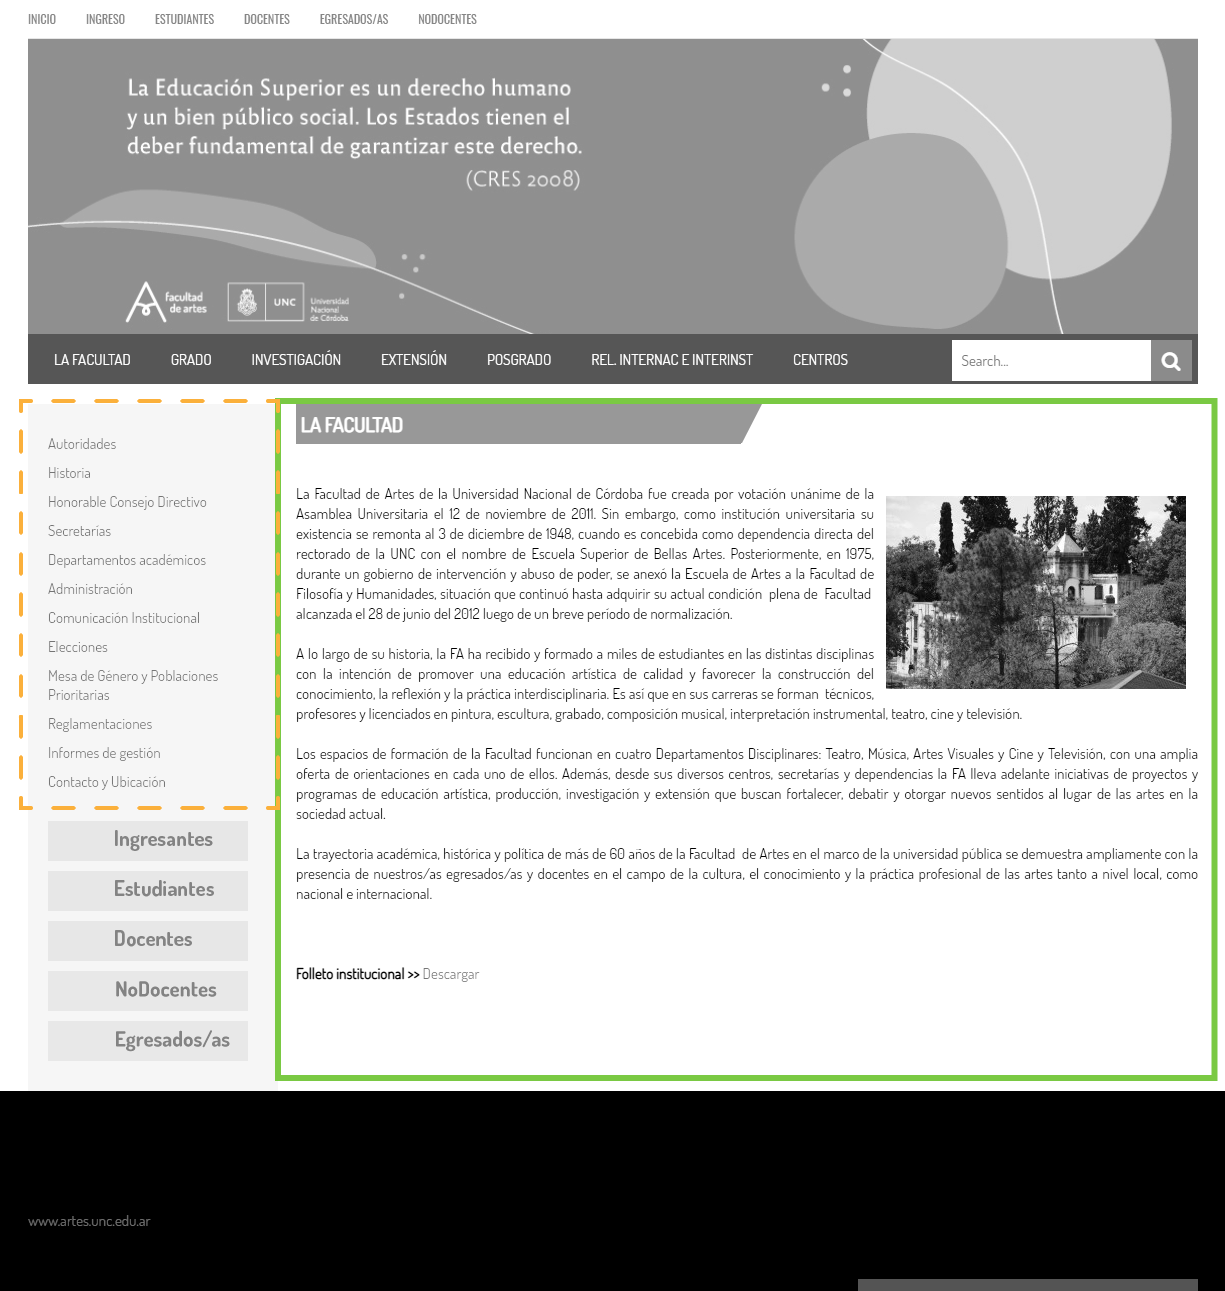 INICIO INGRESO ESTUDIANTES DOCENTES EGRESADOS/AS NODOCENTES
La Educación Superior es un derecho humano
y un bien público social. Los Estados tienen el
deber fundamental de garantizar este derecho.
(CRES 2008)
facultad
de artes
UNC
Universidad
Nacional
de Córdoba
LA FACULTAD GRADO INVESTIGACIÓN EXTENSIÓN POSGRADO REL. INTERNAC E INTERINST CENTROS Search...
Autoridades
Historia
Honorable Consejo Directivo
Secretarías
Departamentos académicos
Administración
Comunicación Institucional
Elecciones
Mesa de Género y Poblaciones
Prioritarias
Reglamentaciones
Informes de gestión
Contacto y Ubicación
Ingresantes
Estudiantes
Docentes
NoDocentes
Egresados/as
LA FACULTAD
La Facultad de Artes de la Universidad Nacional de Córdoba fue creada por votación unánime de la
Asamblea Universitaria el 12 de noviembre de 2011. Sin embargo, como institución universitaria su
existencia se remonta al 3 de diciembre de 1948, cuando es concebida como dependencia directa del
rectorado de la UNC con el nombre de Escuela Superior de Bellas Artes. Posteriormente, en 1975,
durante un gobierno de intervención y abuso de poder, se anexó la Escuela de Artes a la Facultad de
Filosofía y Humanidades, situación que continuó hasta adquirir su actual condición plena de Facultad
alcanzada el 28 de junio del 2012 luego de un breve período de normalización.
A lo largo de su historia, la FA ha recibido y formado a miles de estudiantes en las distintas disciplinas
con la intención de promover una educación artística de calidad y favorecer la construcción del
conocimiento, la reflexión y la práctica interdisciplinaria. Es así que en sus carreras se forman técnicos,
profesores y licenciados en pintura, escultura, grabado, composición musical, interpretación instrumental, teatro, cine y televisión.
Los espacios de formación de la Facultad funcionan en cuatro Departamentos Disciplinares: Teatro, Música, Artes Visuales y Cine y Televisión, con una amplia
oferta de orientaciones en cada uno de ellos. Además, desde sus diversos centros, secretarías y dependencias la FA lleva adelante iniciativas de proyectos y
programas de educación artística, producción, investigación y extensión que buscan fortalecer, debatir y otorgar nuevos sentidos al lugar de las artes en la
sociedad actual.
La trayectoria académica, histórica y política de más de 60 años de la Facultad de Artes en el marco de la universidad pública se demuestra ampliamente con la
presencia de nuestros/as egresados/as y docentes en el campo de la cultura, el conocimiento y la práctica profesional de las artes tanto a nivel local, como
nacional e internacional.
Folleto institucional >> Descargar
www.artes.unc.edu.ar